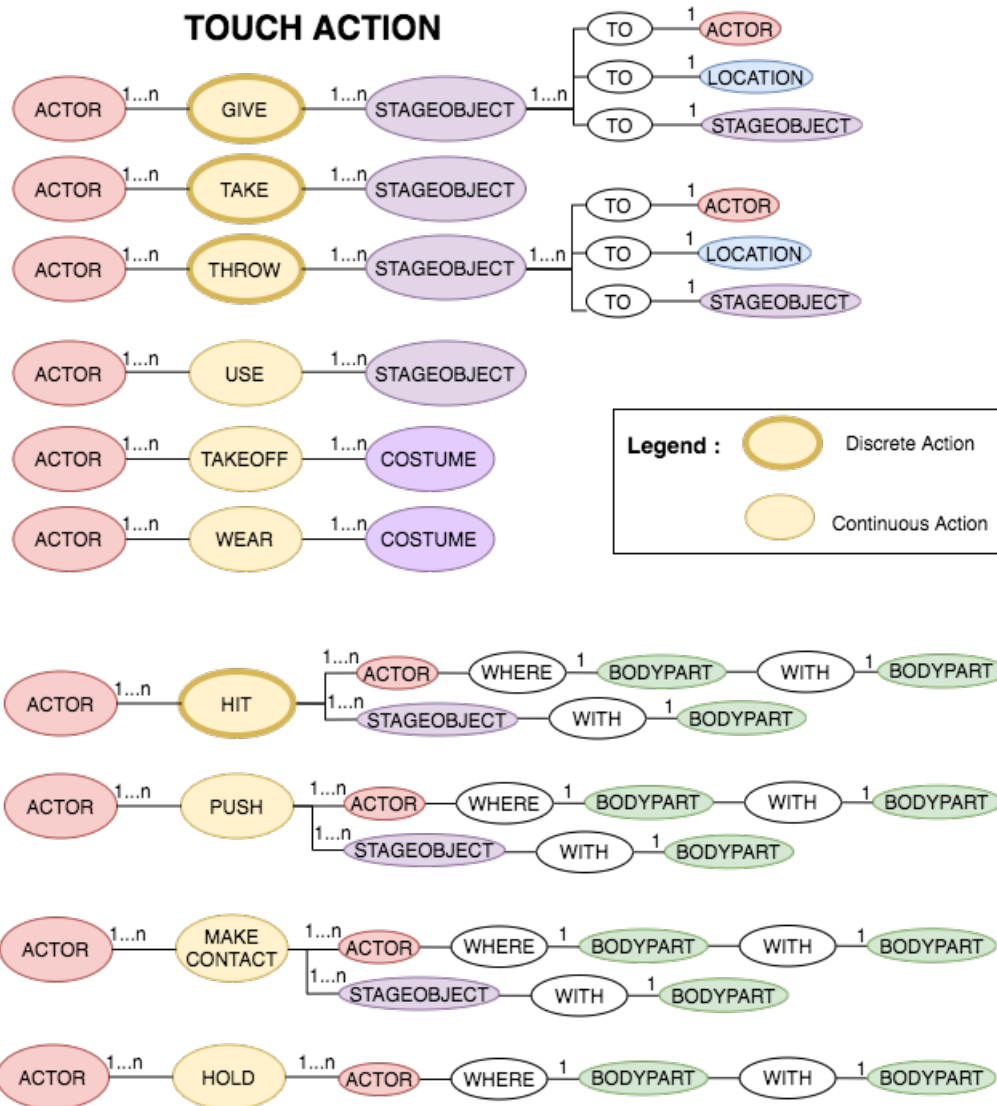 TOUCH ACTION
TO 1 ACTOR
ACTOR 1...n GIVE 1...n STAGEOBJECT 1...n TO 1 LOCATION
TO 1 STAGEOBJECT
ACTOR 1...n TAKE 1...n STAGEOBJECT
TO 1 ACTOR
ACTOR 1...n THROW 1...n STAGEOBJECT 1...n TO 1 LOCATION
TO 1 STAGEOBJECT
ACTOR 1...n USE 1...n STAGEOBJECT
ACTOR 1...n TAKEOFF 1...n COSTUME
ACTOR 1...n WEAR 1...n COSTUME
Legend : Discrete Action
Continuous Action
ACTOR 1...n HIT 1...n ACTOR WHERE 1 BODYPART WITH 1 BODYPART
1...n STAGEOBJECT WITH 1 BODYPART
ACTOR 1...n PUSH 1...n ACTOR WHERE 1 BODYPART WITH 1 BODYPART
1...n STAGEOBJECT WITH 1 BODYPART
ACTOR 1...n MAKE CONTACT 1...n ACTOR WHERE 1 BODYPART WITH 1 BODYPART
1...n STAGEOBJECT WITH 1 BODYPART
ACTOR 1...n HOLD 1...n ACTOR WHERE 1 BODYPART WITH 1 BODYPART